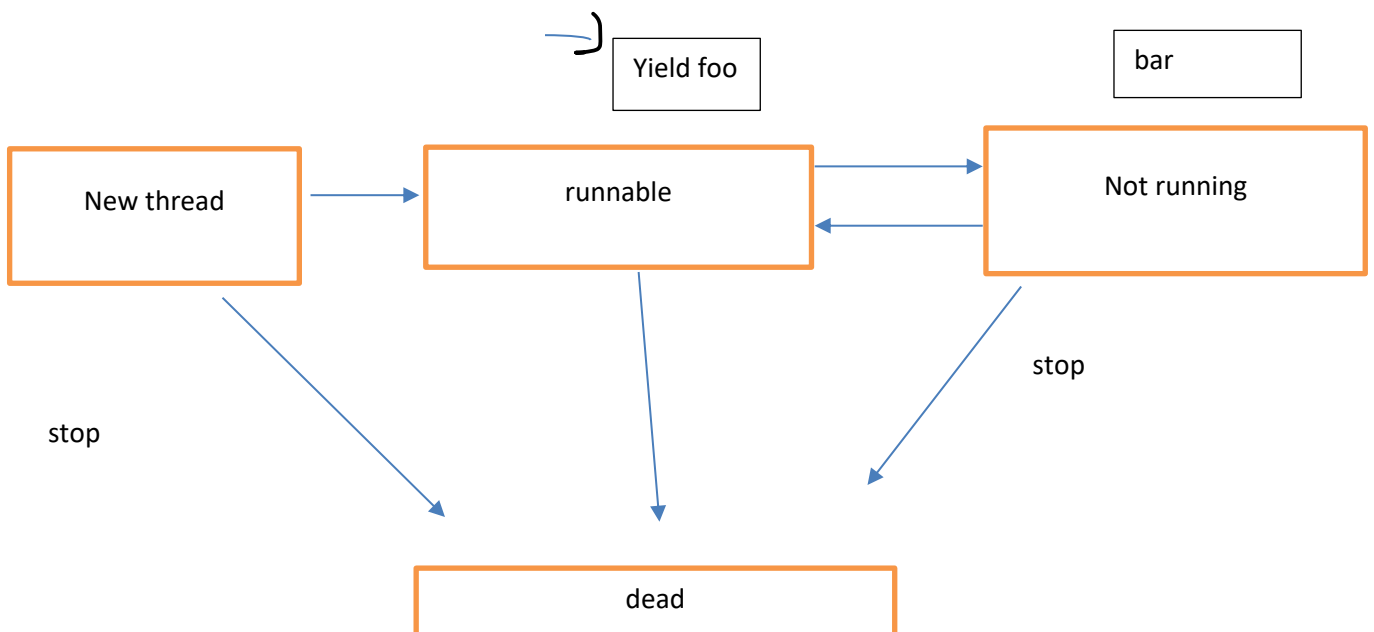 Yield foo
bar
New thread
runnable
Not running
stop
stop
dead